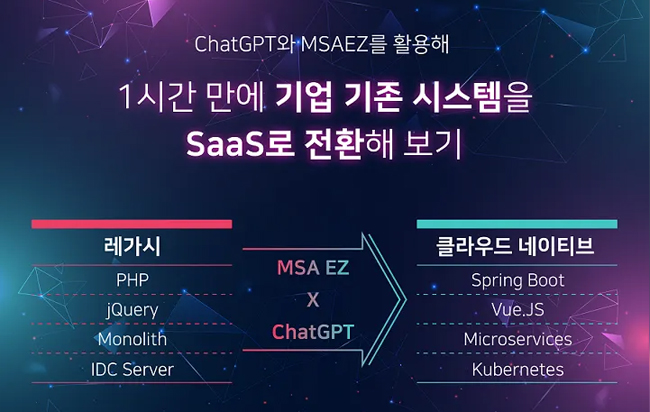 ChatGPT와 MSAEZ를 활용해
1시간 만에 기업 기존 시스템을
SaaS로 전환해 보기
레가시
PHP
jQuery
Monolith
IDC Server
MSA EZ
X
ChatGPT
클라우드 네이티브
Spring Boot
Vue.JS
Microservices
Kubernetes